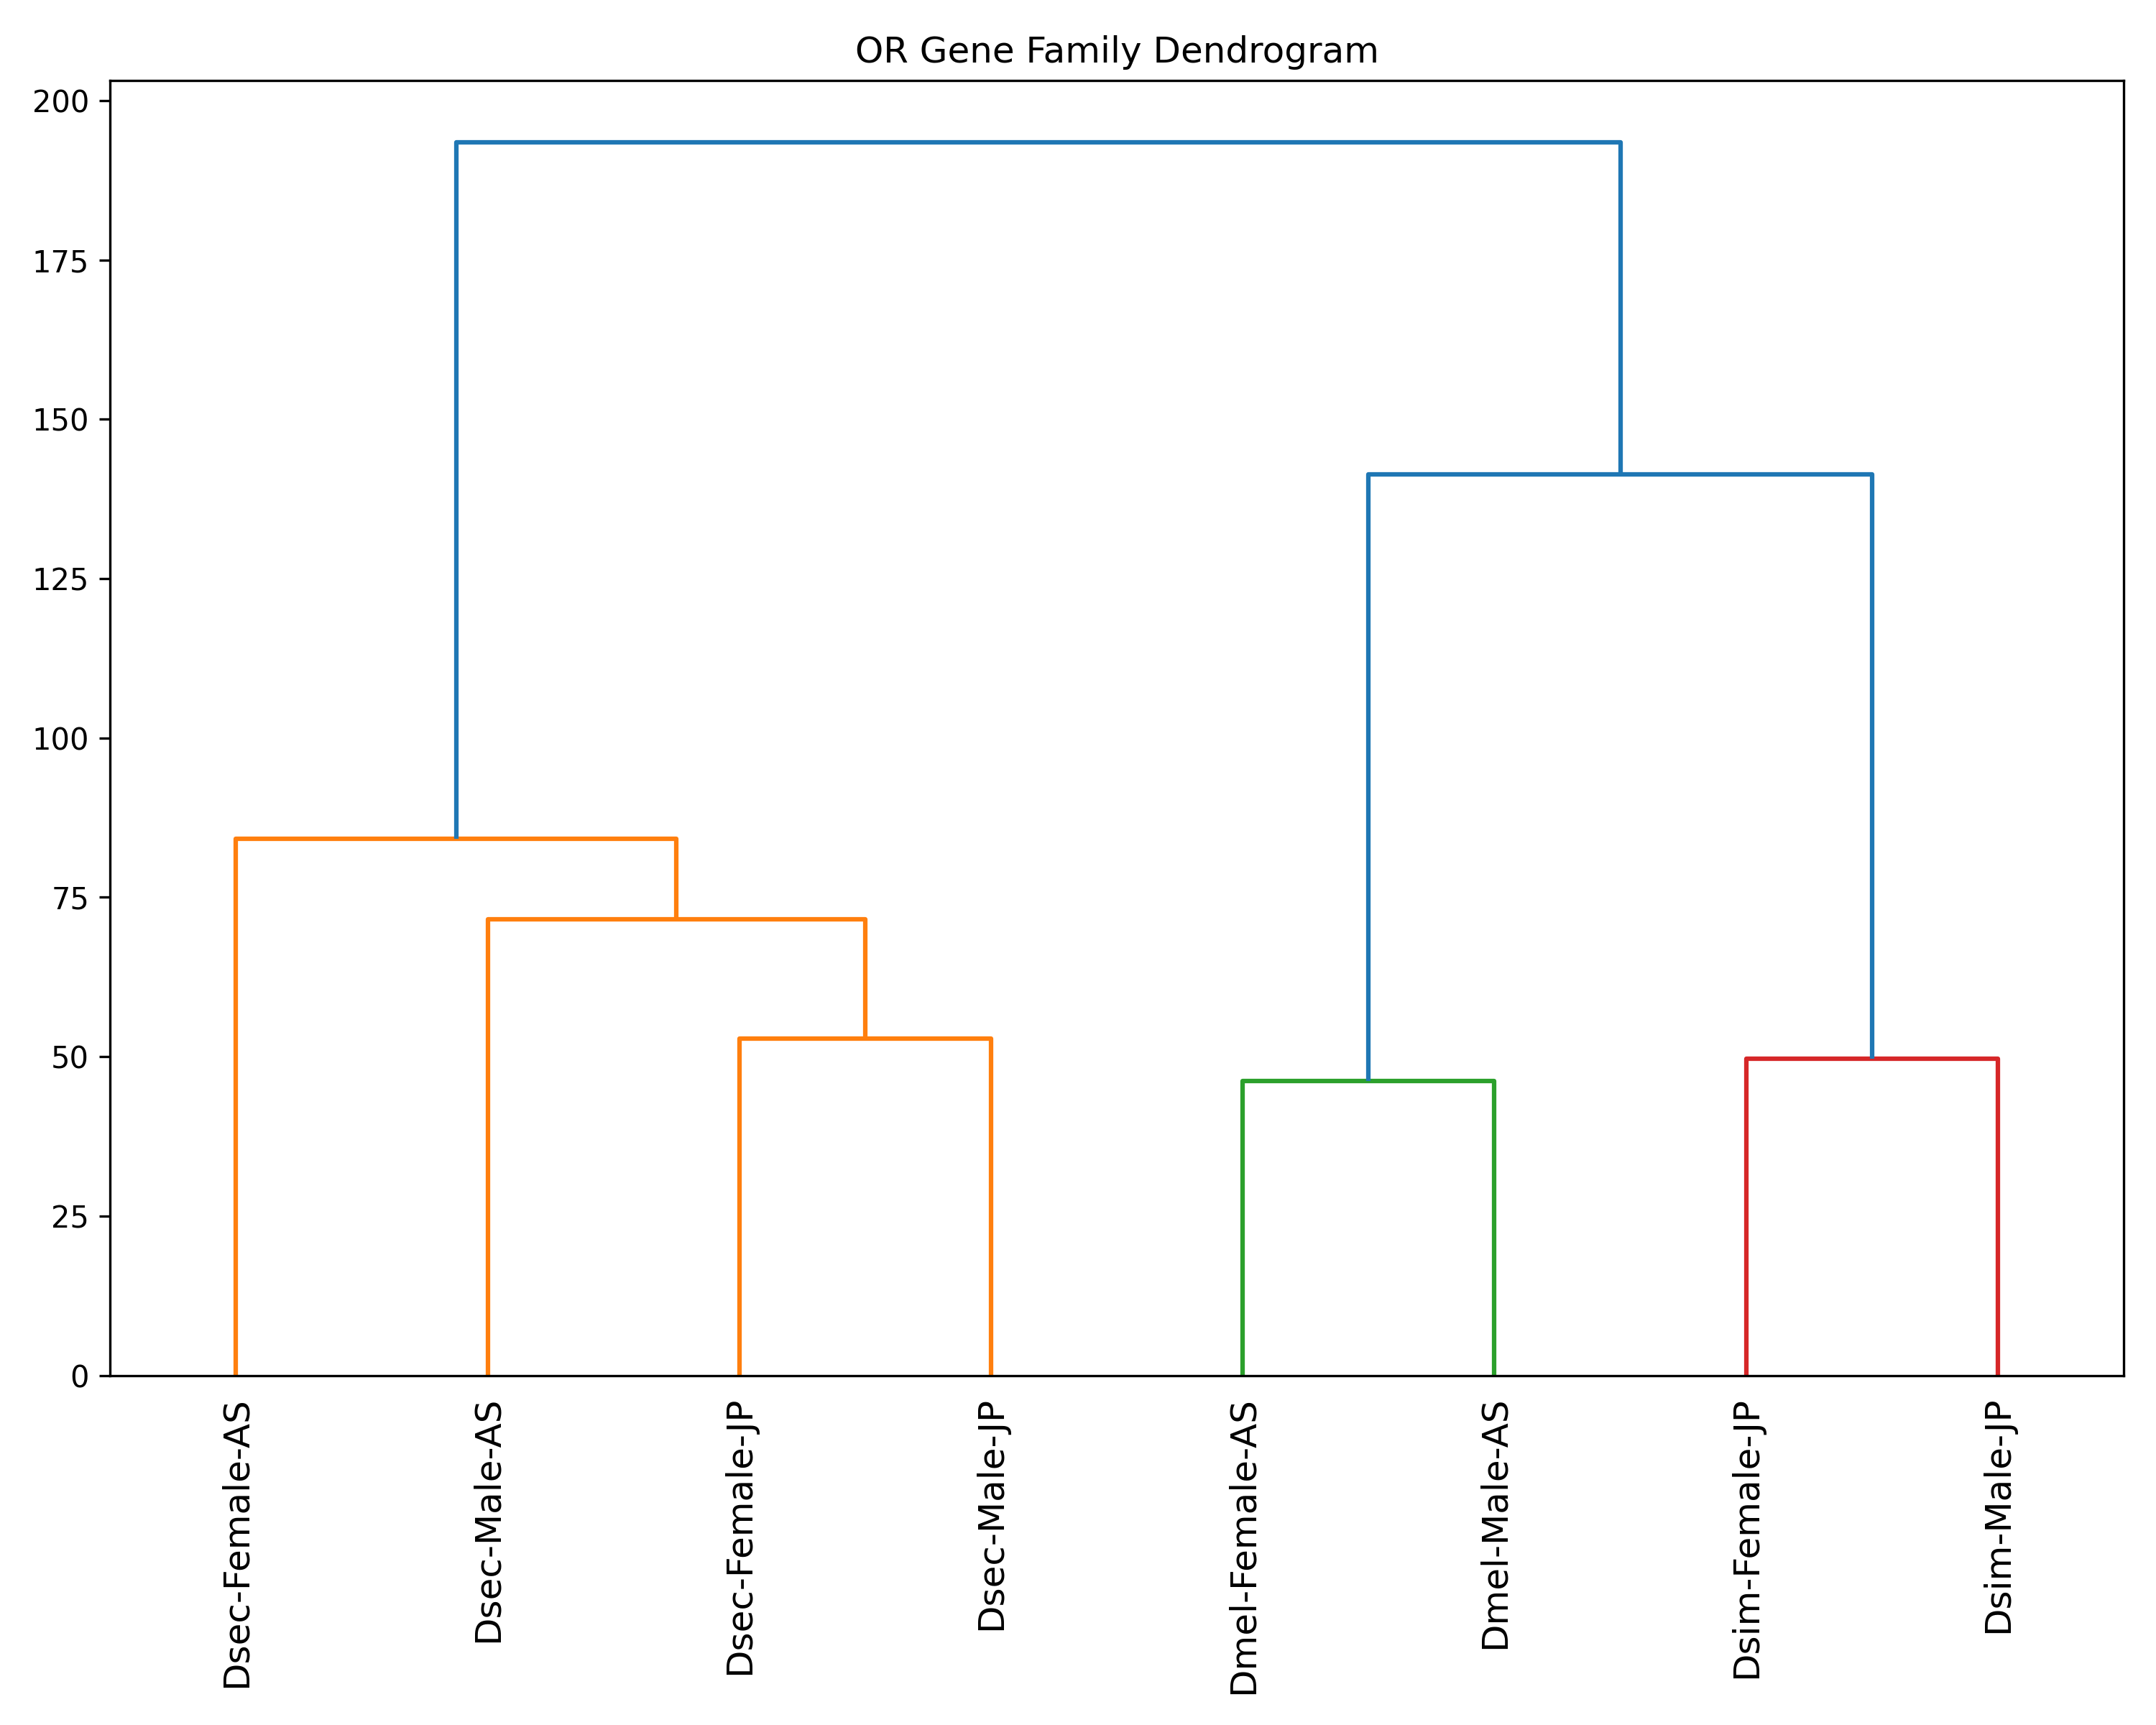 OR Gene Family Dendrogram
200
175
150
125
100
75
50
25
0
Dsec-Female-AS
Dsec-Male-AS
Dsec-Female-JP
Dsec-Male-JP
Dmel-Female-AS
Dmel-Male-AS
Dsim-Female-JP
Dsim-Male-JP